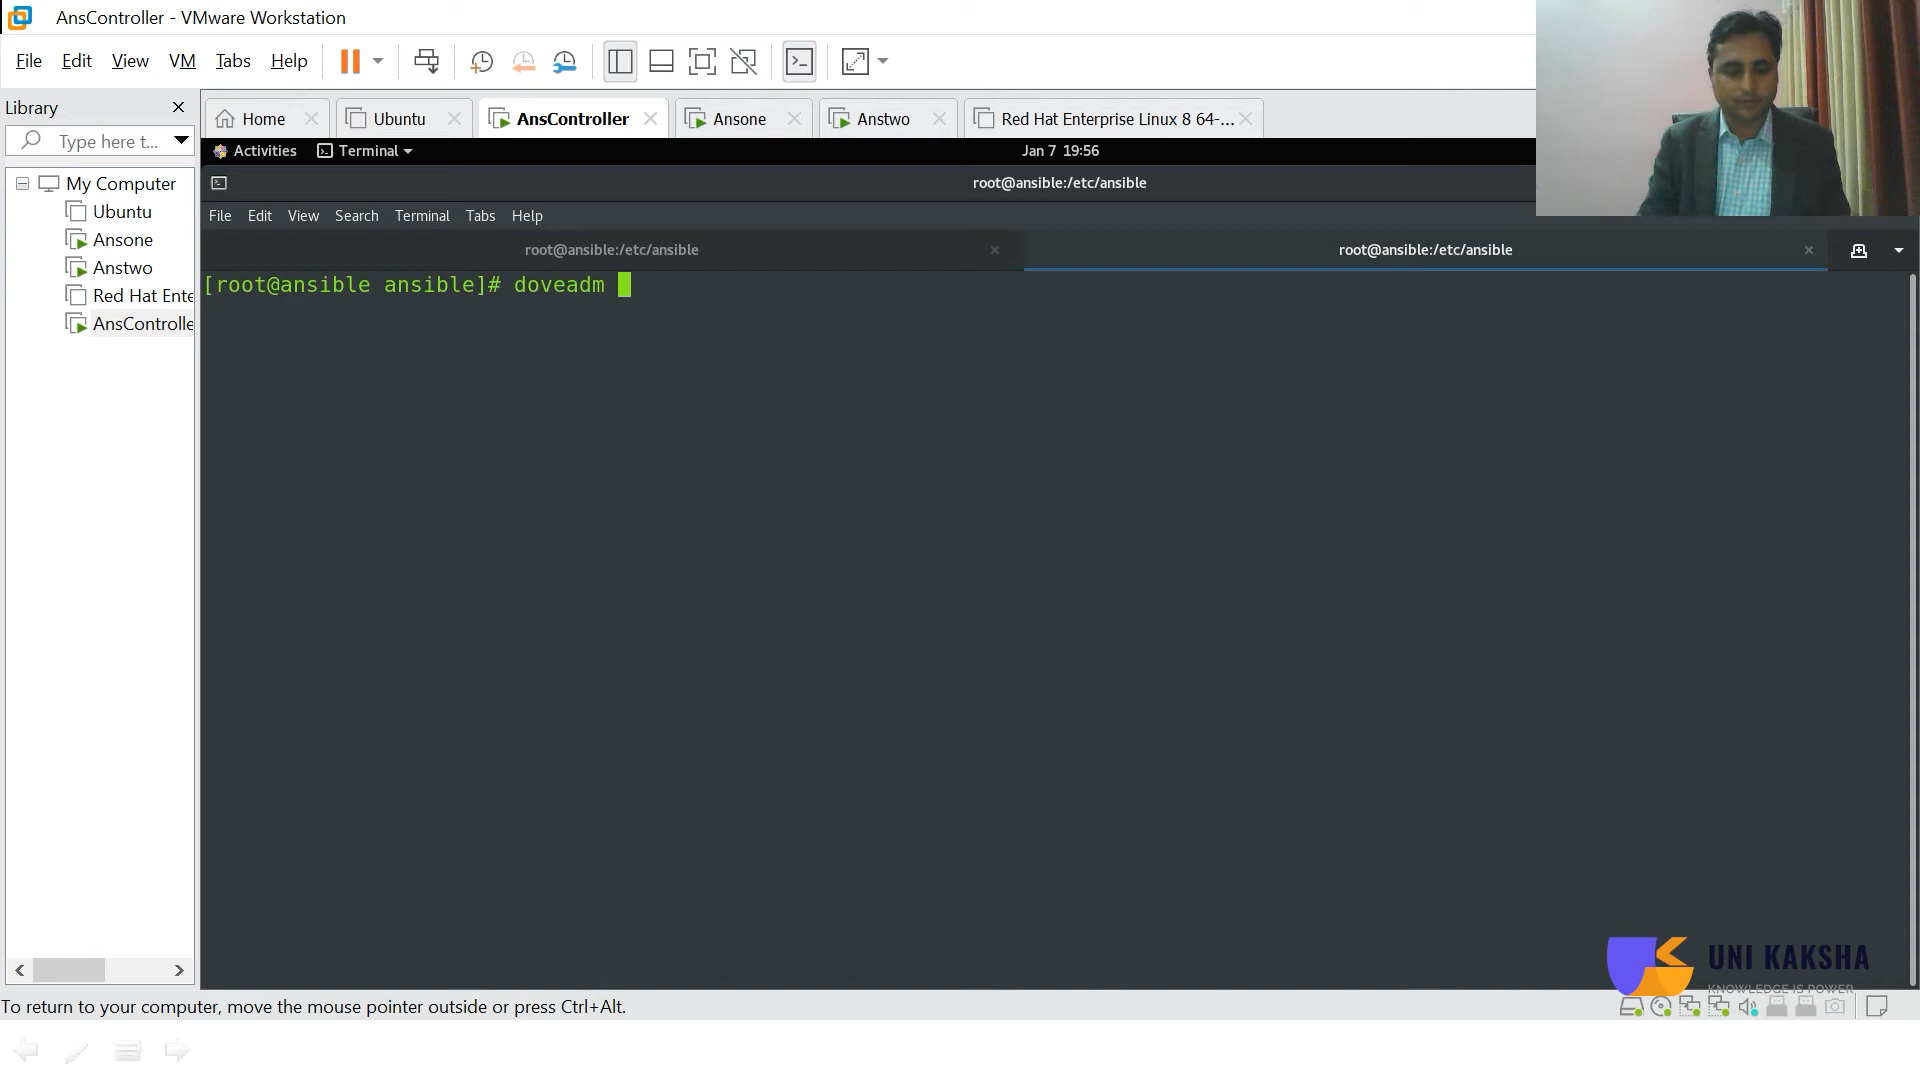 AnsController - VMware Workstation
File Edit View VM Tabs Help
Library
Type here t...
My Computer
Ubuntu
Ansone
Anstwo
Red Hat Ente
AnsControlle
Home Ubuntu AnsController Ansone Anstwo Red Hat Enterprise Linux 8 64-...
Activities Terminal Jan 7 19:56
root@ansible:/etc/ansible
File Edit View Search Terminal Tabs Help
root@ansible:/etc/ansible root@ansible:/etc/ansible
[root@ansible ansible]# doveadm
UNI KAKSHA
KNOWLEDGE IS POWER
To return to your computer, move the mouse pointer outside or press Ctrl+Alt.